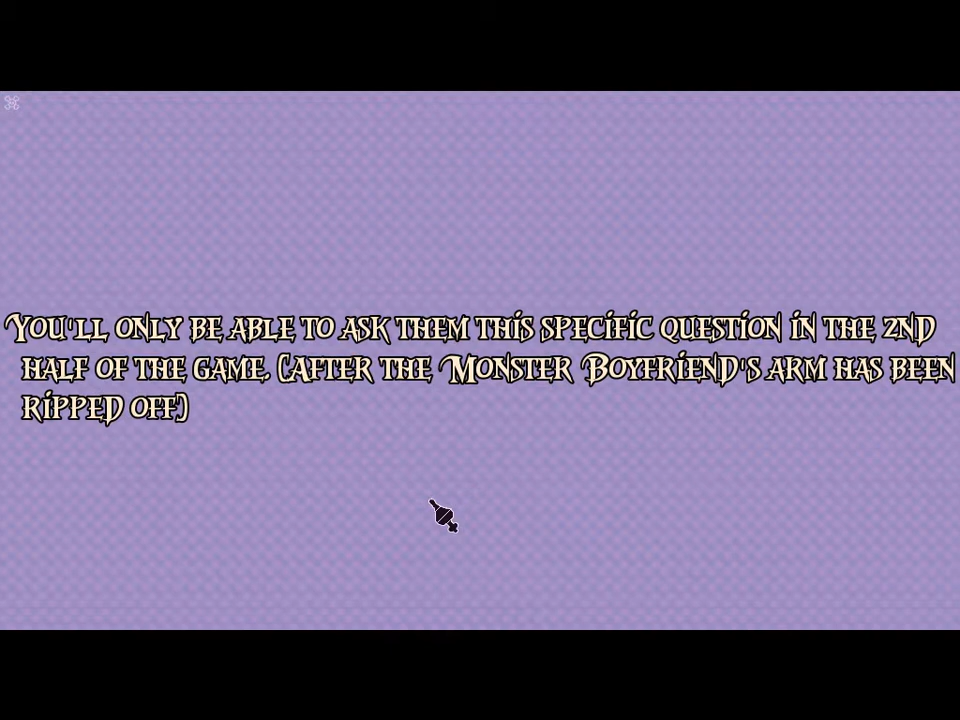 You'll only be able to ask them this specific question in the 2nd
half of the game. (After the Monster Boyfriend's arm has been
ripped off)